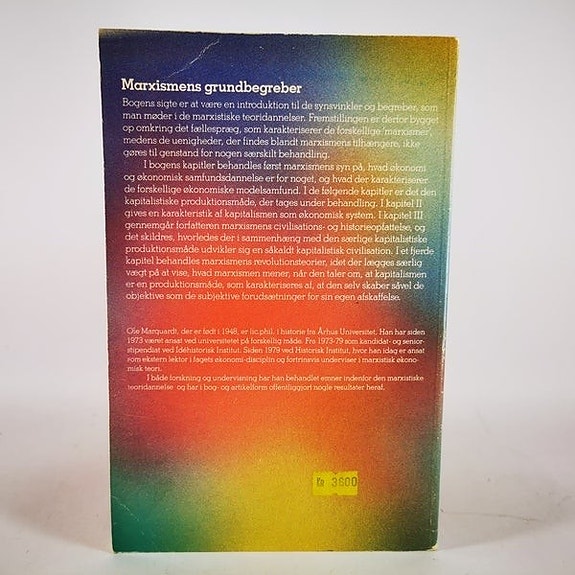 Marxismens grundbegreber
Bogens sigte er at være en introduktion til de synsvinkler og begreber, som
man møder i de marxistiske teoridannelser. Fremstillingen er derfor bygget
op omkring det fællespræg, som karakteriserer de forskellige 'marxismer',
medens de uenigheder, der findes blandt marxismens tilhængere, ikke
gøres til genstand for nogen særskilt behandling.
I bogens kapitler behandles først marxismens syn på, hvad økonomi
og økonomisk samfundsdannelse er for noget, og hvad der karakteriserer
de forskellige økonomiske modelsamfund. I de følgende kapitler er det den
kapitalistiske produktionsmåde, der tages under behandling. I kapitel II
gives en karakteristik af kapitalismen som økonomisk system. I kapitel III
gennemgår forfatteren marxismens civilisations- og historieopfattelse, og
det skildres, hvorledes der i sammenhæng med den særlige kapitalistiske
produktionsmåde udvikler sig en såkaldt kapitalistisk civilisation. I et fjerde
kapitel behandles marxismens revolutionsteorier, idet der lægges særlig
vægt på at vise, hvad marxismen mener, når den taler om, at kapitalismen
er en produktionsmåde, som karakteriseres af, at den selv skaber såvel de
objektive som de subjektive forudsætninger for sin egen afskaffelse.
Ole Marquardt, der er født i 1948, er lic.phil. i historie fra Århus Universitet. Han har siden
1973 været ansat ved universitetet på forskellig måde. Fra 1973-79 som kandidat- og senior-
stipendiat ved Idéhistorisk Institut. Siden 1979 ved Historisk Institut, hvor han idag er ansat
som ekstern lektor i fagets økonomi-disciplin og fortrinsvis underviser i marxistisk økono-
misk teori.
I både forskning og undervisning har han behandlet emner indenfor den marxistiske
teoridannelse og har i bog- og artikelform offentliggjort nogle resultater heraf.
Kr 3600